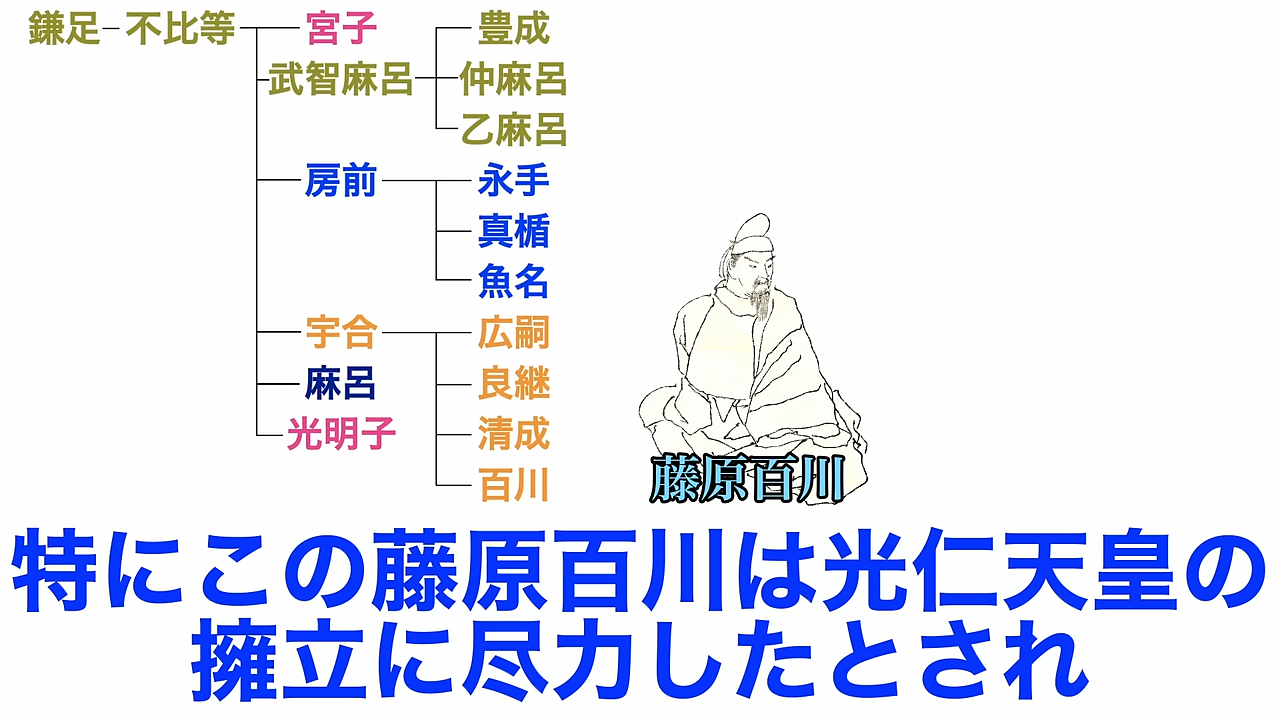 鎌足 不比等 宮子 豊成
武智麻呂 仲麻呂
乙麻呂
房前 永手
真楯
魚名
宇合 広嗣
麻呂 良継
光明子 清成
百川
藤原百川
特にこの藤原百川は光仁天皇の
擁立に尽力したとされ